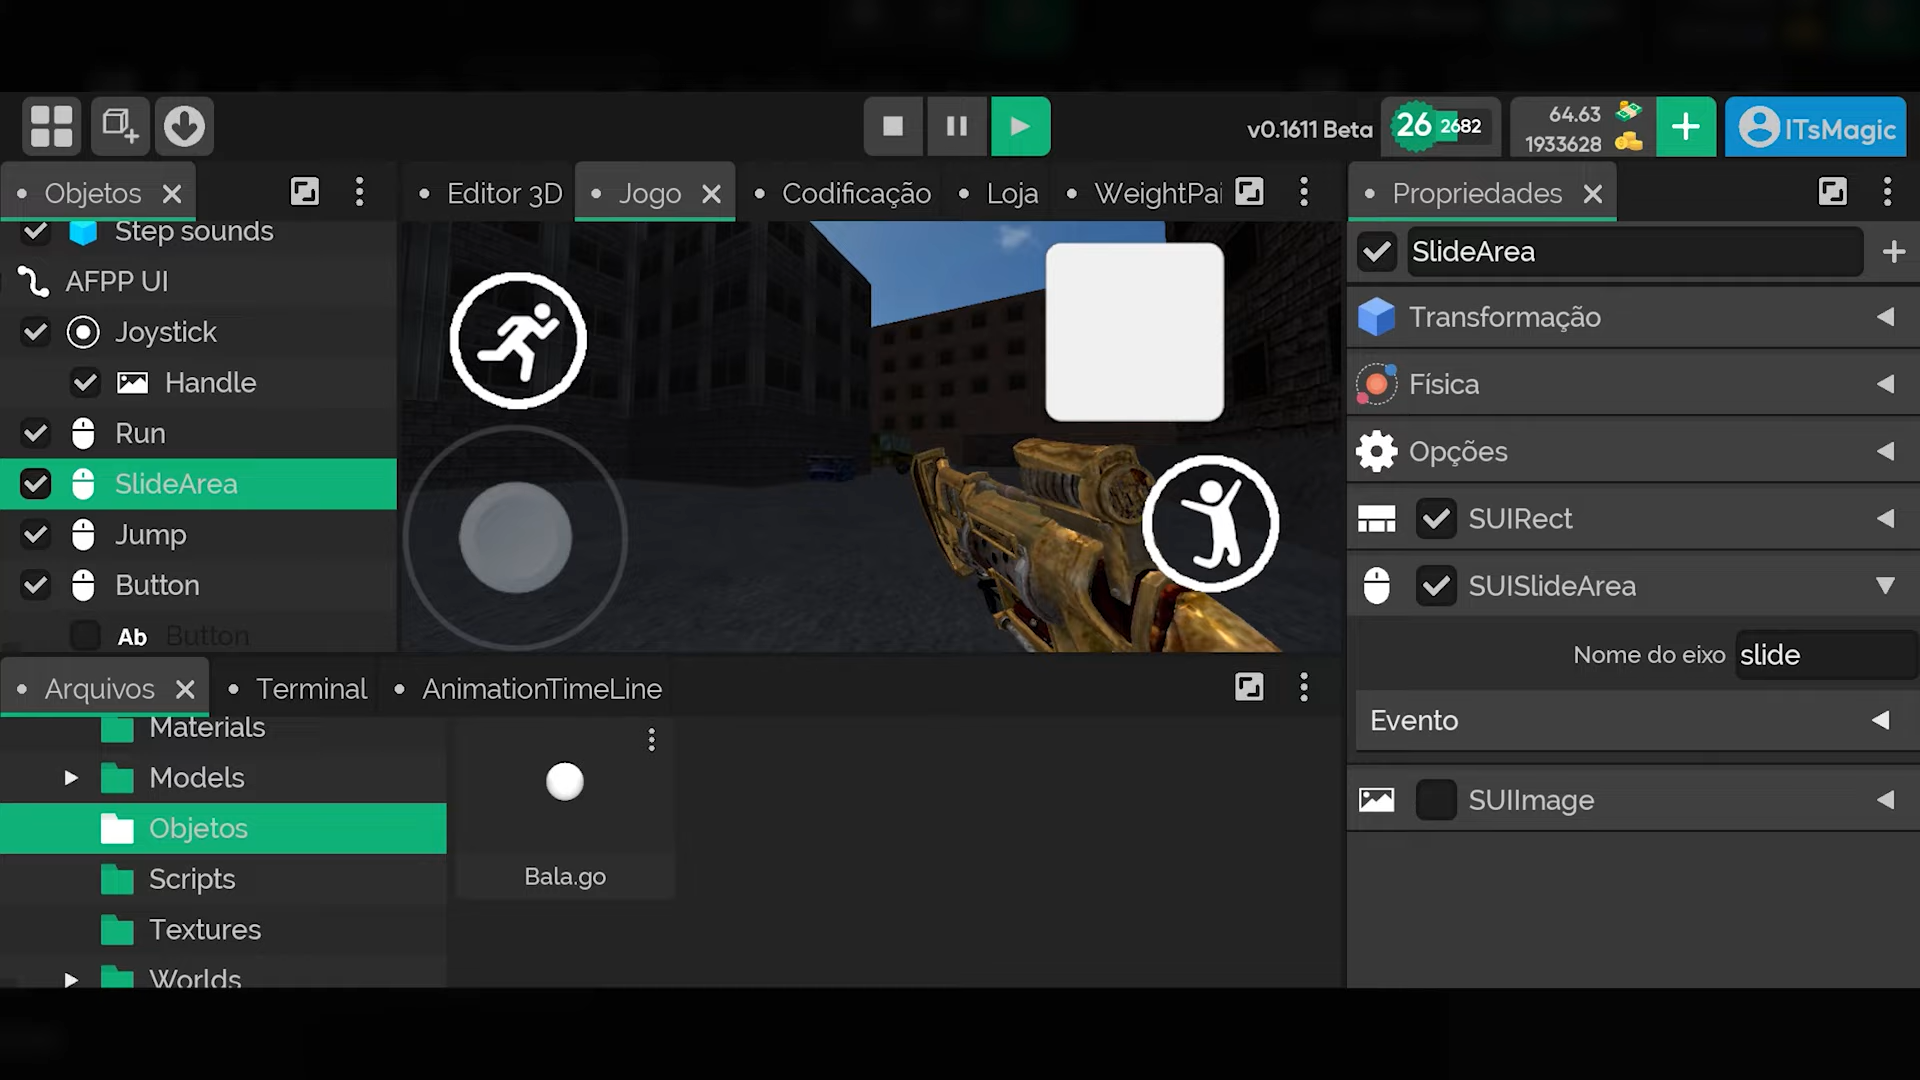 v0.1611 Beta
26
2682
64.63
1933628
ITsMagic
Objetos
Editor 3D
Jogo
Codificação
Loja
WeightPai
Propriedades
Step sounds
AFPP UI
Joystick
Handle
Run
SlideArea
Jump
Button
Ab Button
SlideArea
Transformação
Física
Opções
SUIRect
SUISlideArea
Nome do eixo slide
Evento
SUIImage
Arquivos
Terminal
AnimationTimeLine
Materials
Models
Objetos
Scripts
Textures
Worlds
Bala.go